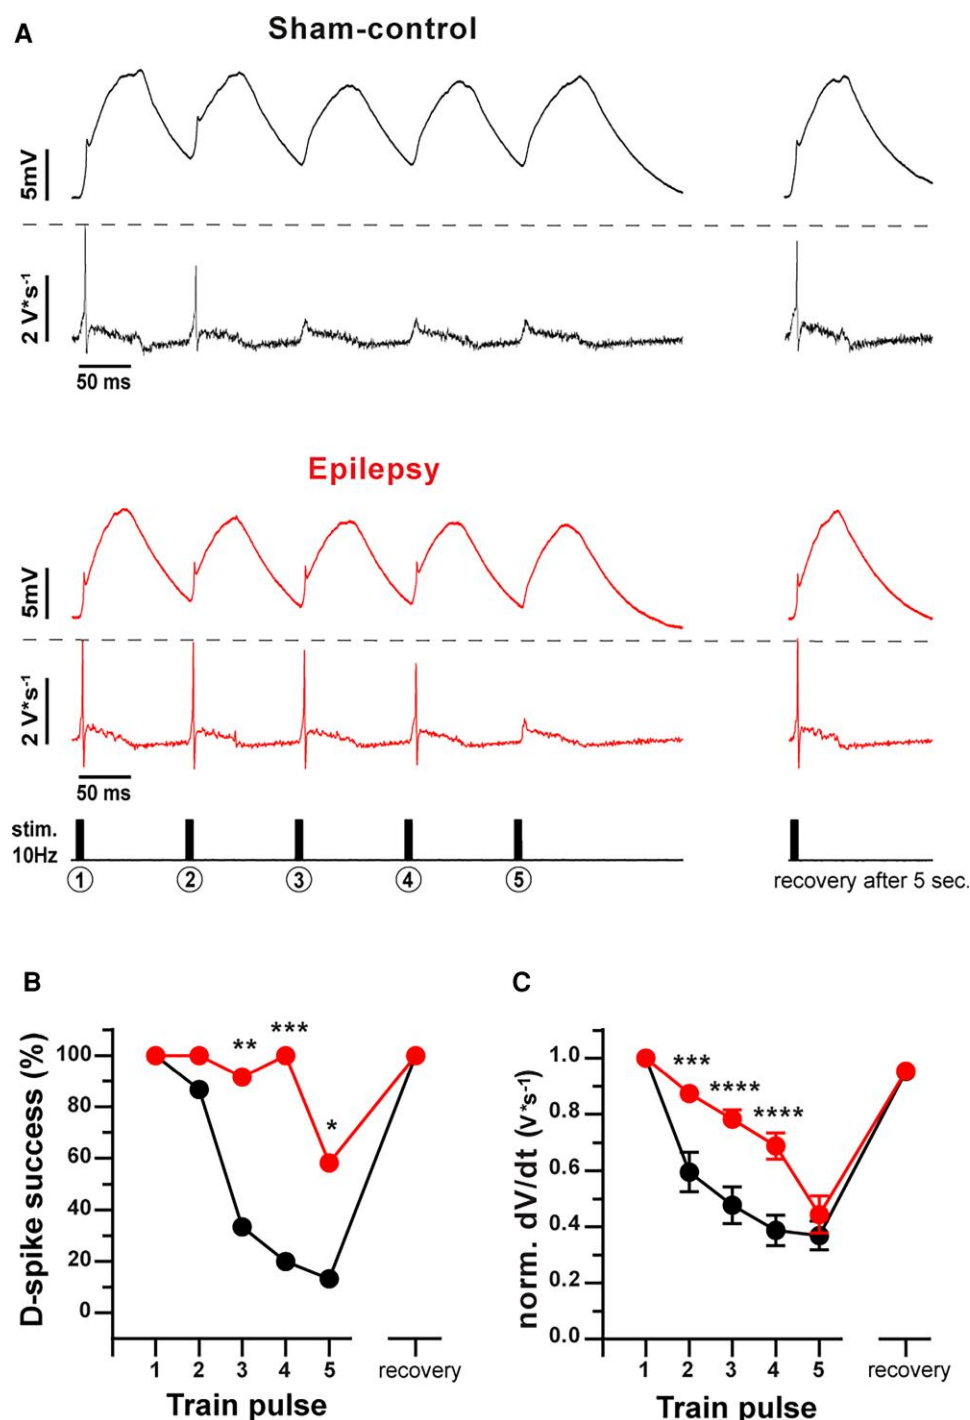 A
Sham-control
5mV
2 V*s⁻¹
50 ms
Epilepsy
5mV
2 V*s⁻¹
50 ms
stim.
10Hz
① ② ③ ④ ⑤
recovery after 5 sec.
B
D-spike success (%)
100
80
60
40
20
0
** *** *
1 2 3 4 5 recovery
Train pulse
C
norm. dV/dt (v*s⁻¹)
1.0
0.8
0.6
0.4
0.2
0.0
*** **** ****
1 2 3 4 5 recovery
Train pulse